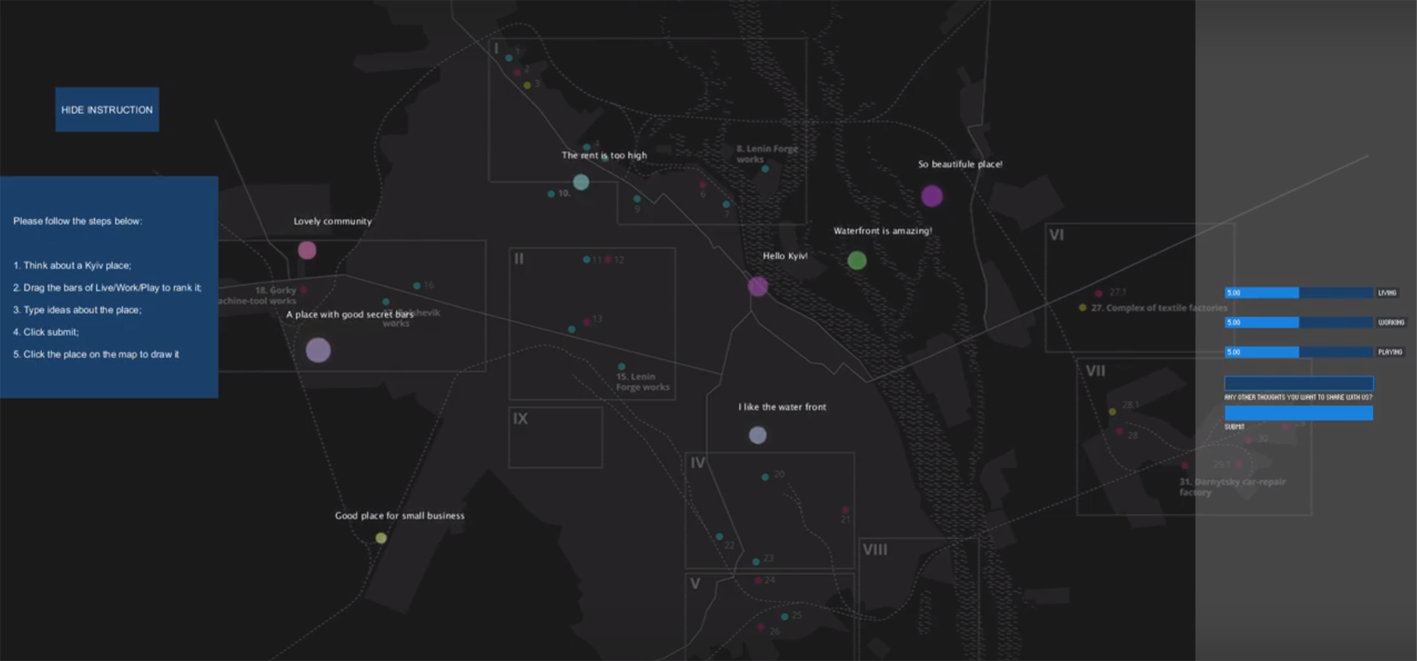 HIDE INSTRUCTION
Please follow the steps below:
1. Think about a Kyiv place;
2. Drag the bars of Live/Work/Play to rank it;
3. Type ideas about the place;
4. Click submit;
5. Click the place on the map to draw it
I
2
3
The rent is too high
4
10.
9
6
7
8. Lenin Forge
works
So beautifule place!
Waterfront is amazing!
Hello Kyiv!
Lovely community
18. Gorky
achine-tool works
16
A place with good secret bars
shevik
works
II
11
12
13
15. Lenin
Forge works
IX
I like the water front
IV
20
21
22
23
Good place for small business
V
24
25
26
VIII
VI
27.1
27. Complex of textile factories
VII
28.1
28
30
29.1
31. Darnytsky car-repair
factory
5.00
LIVING
5.00
WORKING
5.00
PLAYING
ANY OTHER THOUGHTS YOU WANT TO SHARE WITH US?
SUBMIT